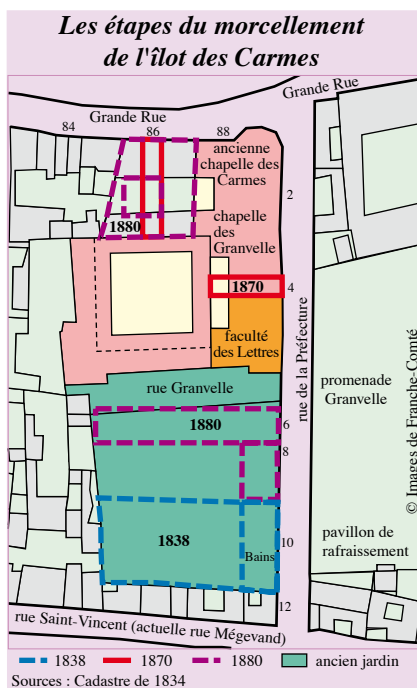 Les étapes du morcellement
de l'îlot des Carmes
Grande Rue
Grande Rue
84
86
88
ancienne
chapelle des
Carmes
2
chapelle
des
Granvelle
1880
1870
4
faculté
des Lettres
rue de la Préfecture
rue Granvelle
promenade
Granvelle
1880
6
8
1838
10
Bains
pavillon de
rafraissement
12
rue Saint-Vincent (actuelle rue Mégevand)
© Images de Franche-Comté
1838 1870 1880 ancien jardin
Sources : Cadastre de 1834